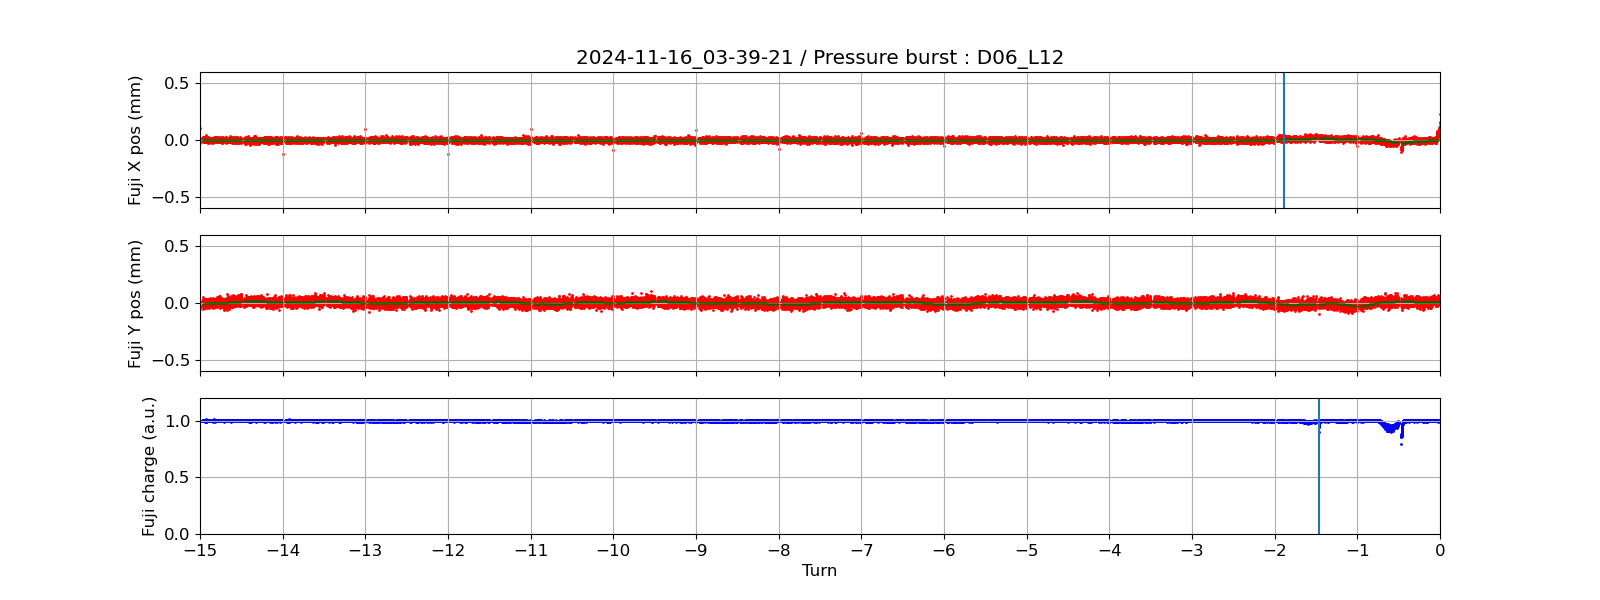 2024-11-16_03-39-21 / Pressure burst : D06_L12
Fuji X pos (mm)
0.5
0.0
−0.5
Fuji Y pos (mm)
0.5
0.0
−0.5
Fuji charge (a.u.)
1.0
0.5
0.0
−15 −14 −13 −12 −11 −10 −9 −8 −7 −6 −5 −4 −3 −2 −1 0
Turn